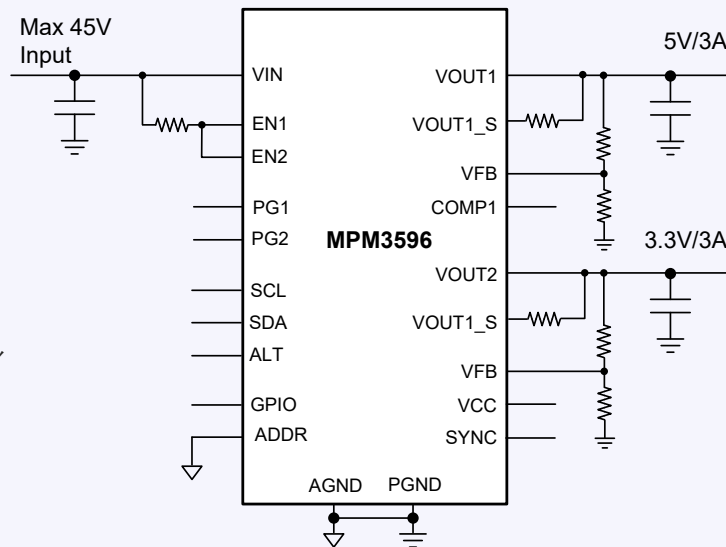 Max 45V
Input
VIN
EN1
EN2
PG1
PG2
SCL
SDA
ALT
GPIO
ADDR
MPM3596
AGND
PGND
VOUT1
VOUT1_S
VFB
COMP1
VOUT2
VOUT1_S
VFB
VCC
SYNC
5V/3A
3.3V/3A